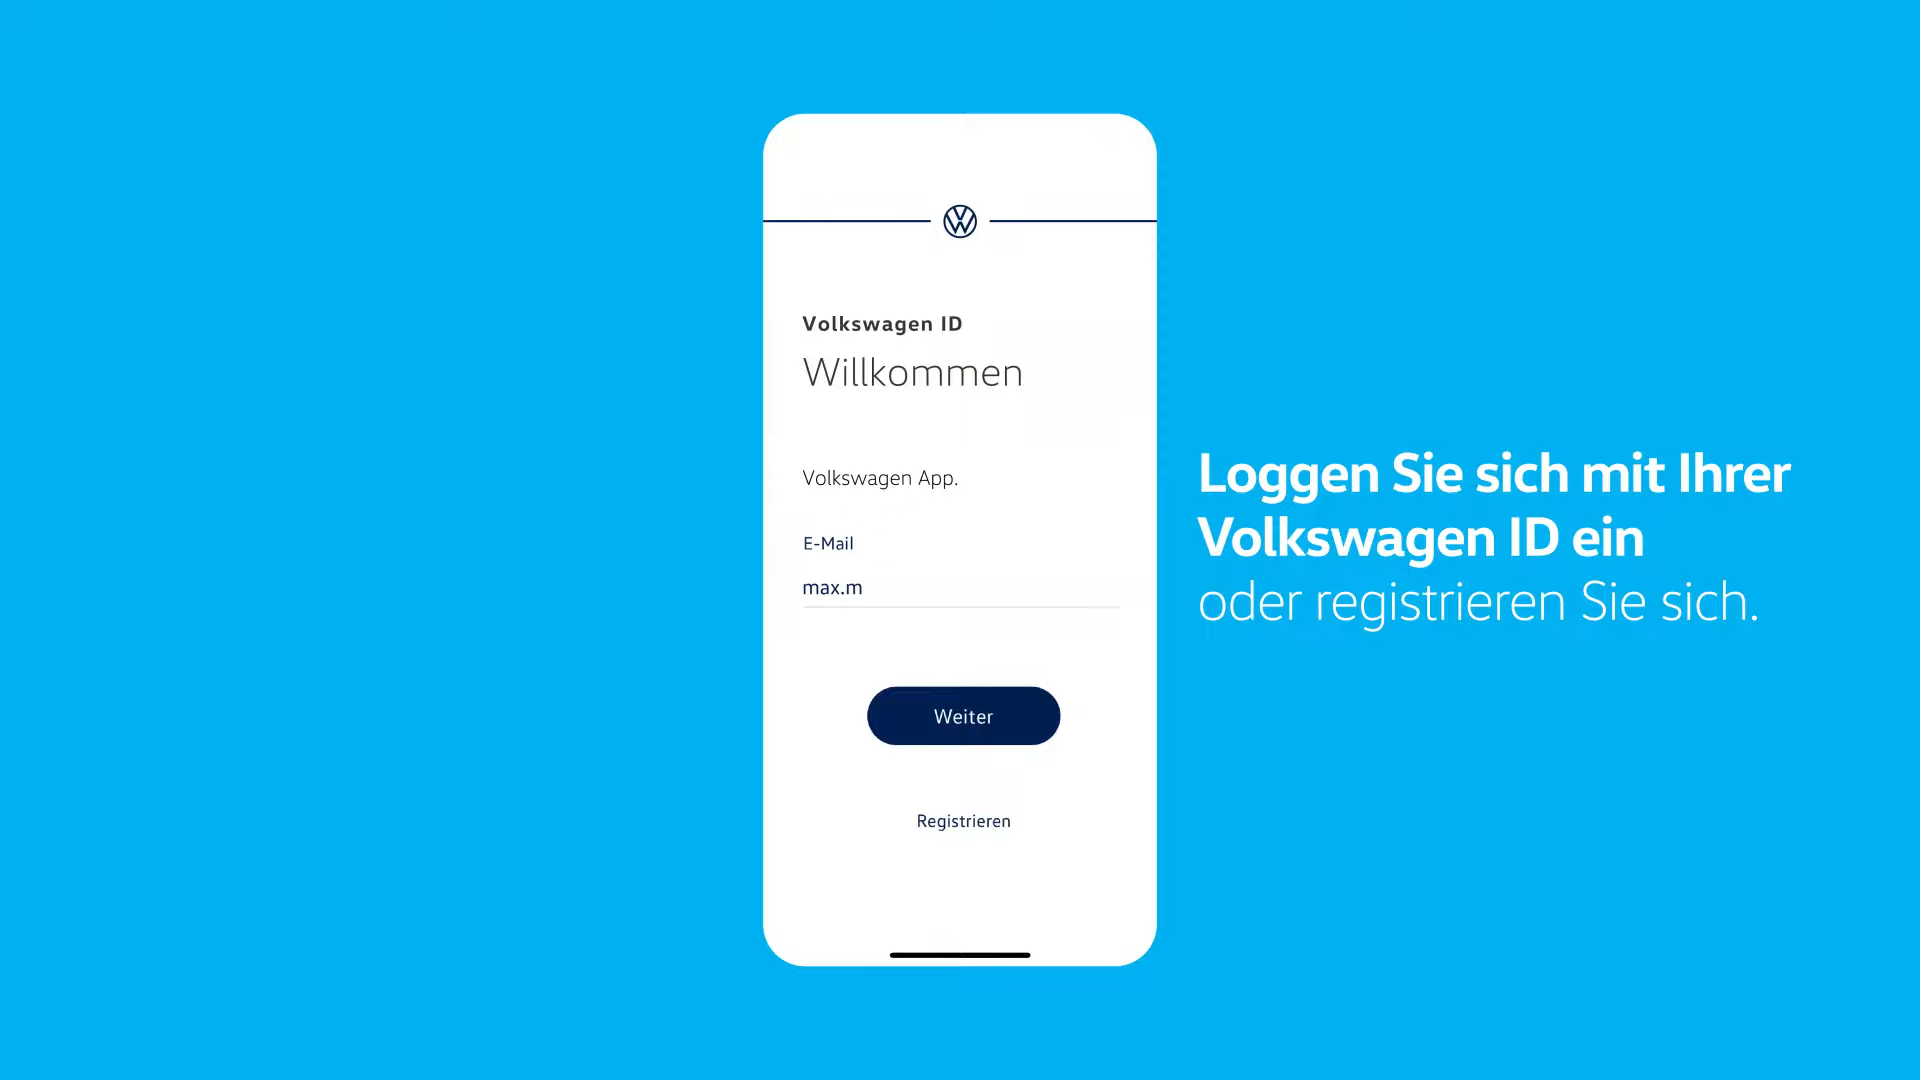 Volkswagen ID
Willkommen
Volkswagen App.
E-Mail
max.m
Weiter
Registrieren
Loggen Sie sich mit Ihrer
Volkswagen ID ein
oder registrieren Sie sich.